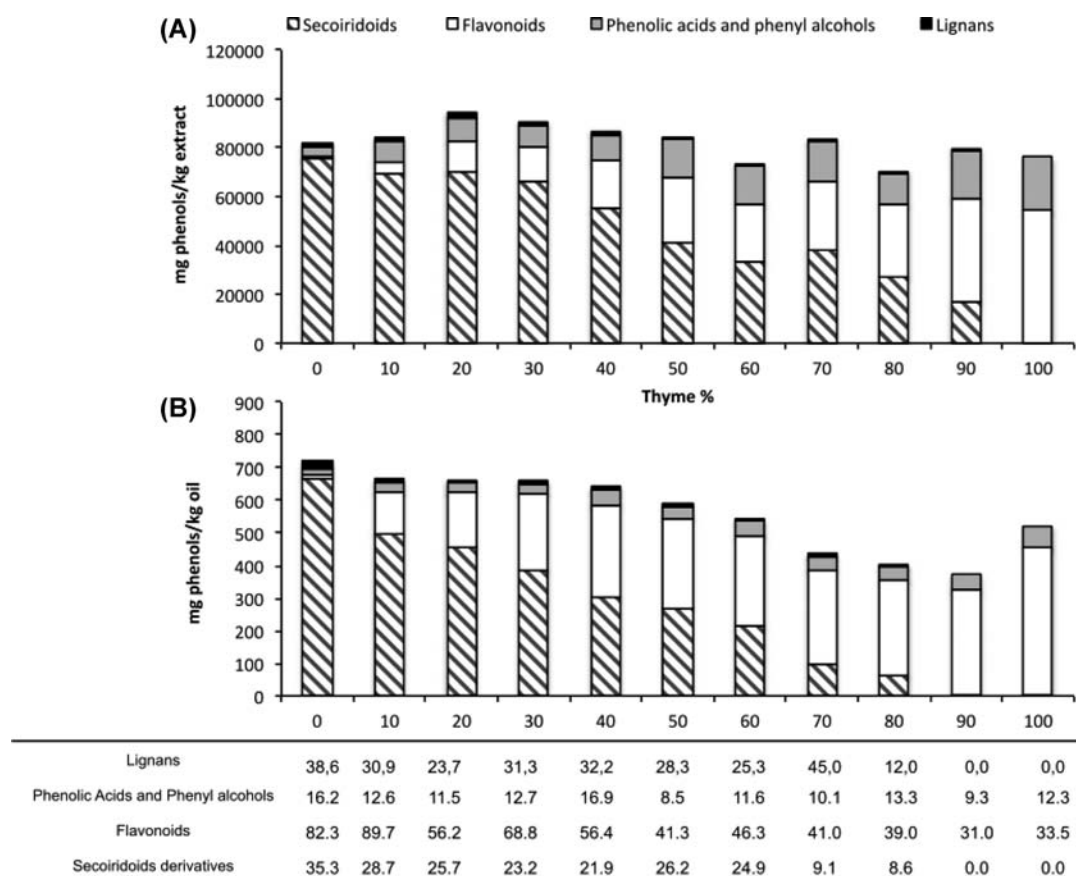 (A) Secoiridoids Flavonoids Phenolic acids and phenyl alcohols Lignans
120000
100000
80000
60000
40000
20000
0
mg phenols/kg extract
0 10 20 30 40 50 60 70 80 90 100
Thyme %
(B)
900
800
700
600
500
400
300
200
100
0
mg phenols/kg oil
0 10 20 30 40 50 60 70 80 90 100
Lignans 38,6 30,9 23,7 31,3 32,2 28,3 25,3 45,0 12,0 0,0 0,0
Phenolic Acids and Phenyl alcohols 16.2 12.6 11.5 12.7 16.9 8.5 11.6 10.1 13.3 9.3 12.3
Flavonoids 82.3 89.7 56.2 68.8 56.4 41.3 46.3 41.0 39.0 31.0 33.5
Secoiridoids derivatives 35.3 28.7 25.7 23.2 21.9 26.2 24.9 9.1 8.6 0.0 0.0